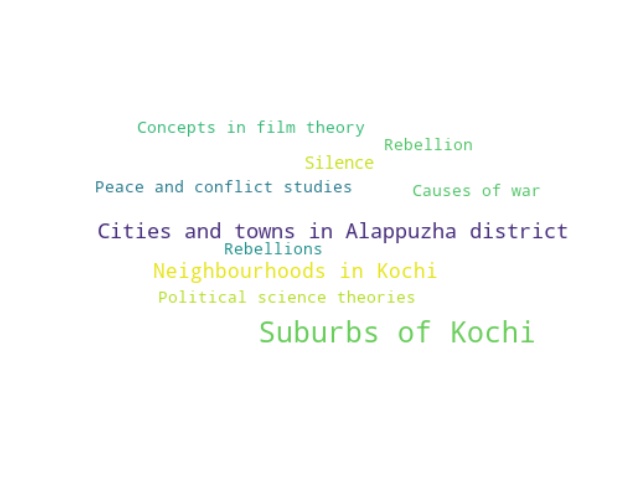 Concepts in film theory
Rebellion
Silence
Peace and conflict studies
Causes of war
Cities and towns in Alappuzha district
Rebellions
Neighbourhoods in Kochi
Political science theories
Suburbs of Kochi